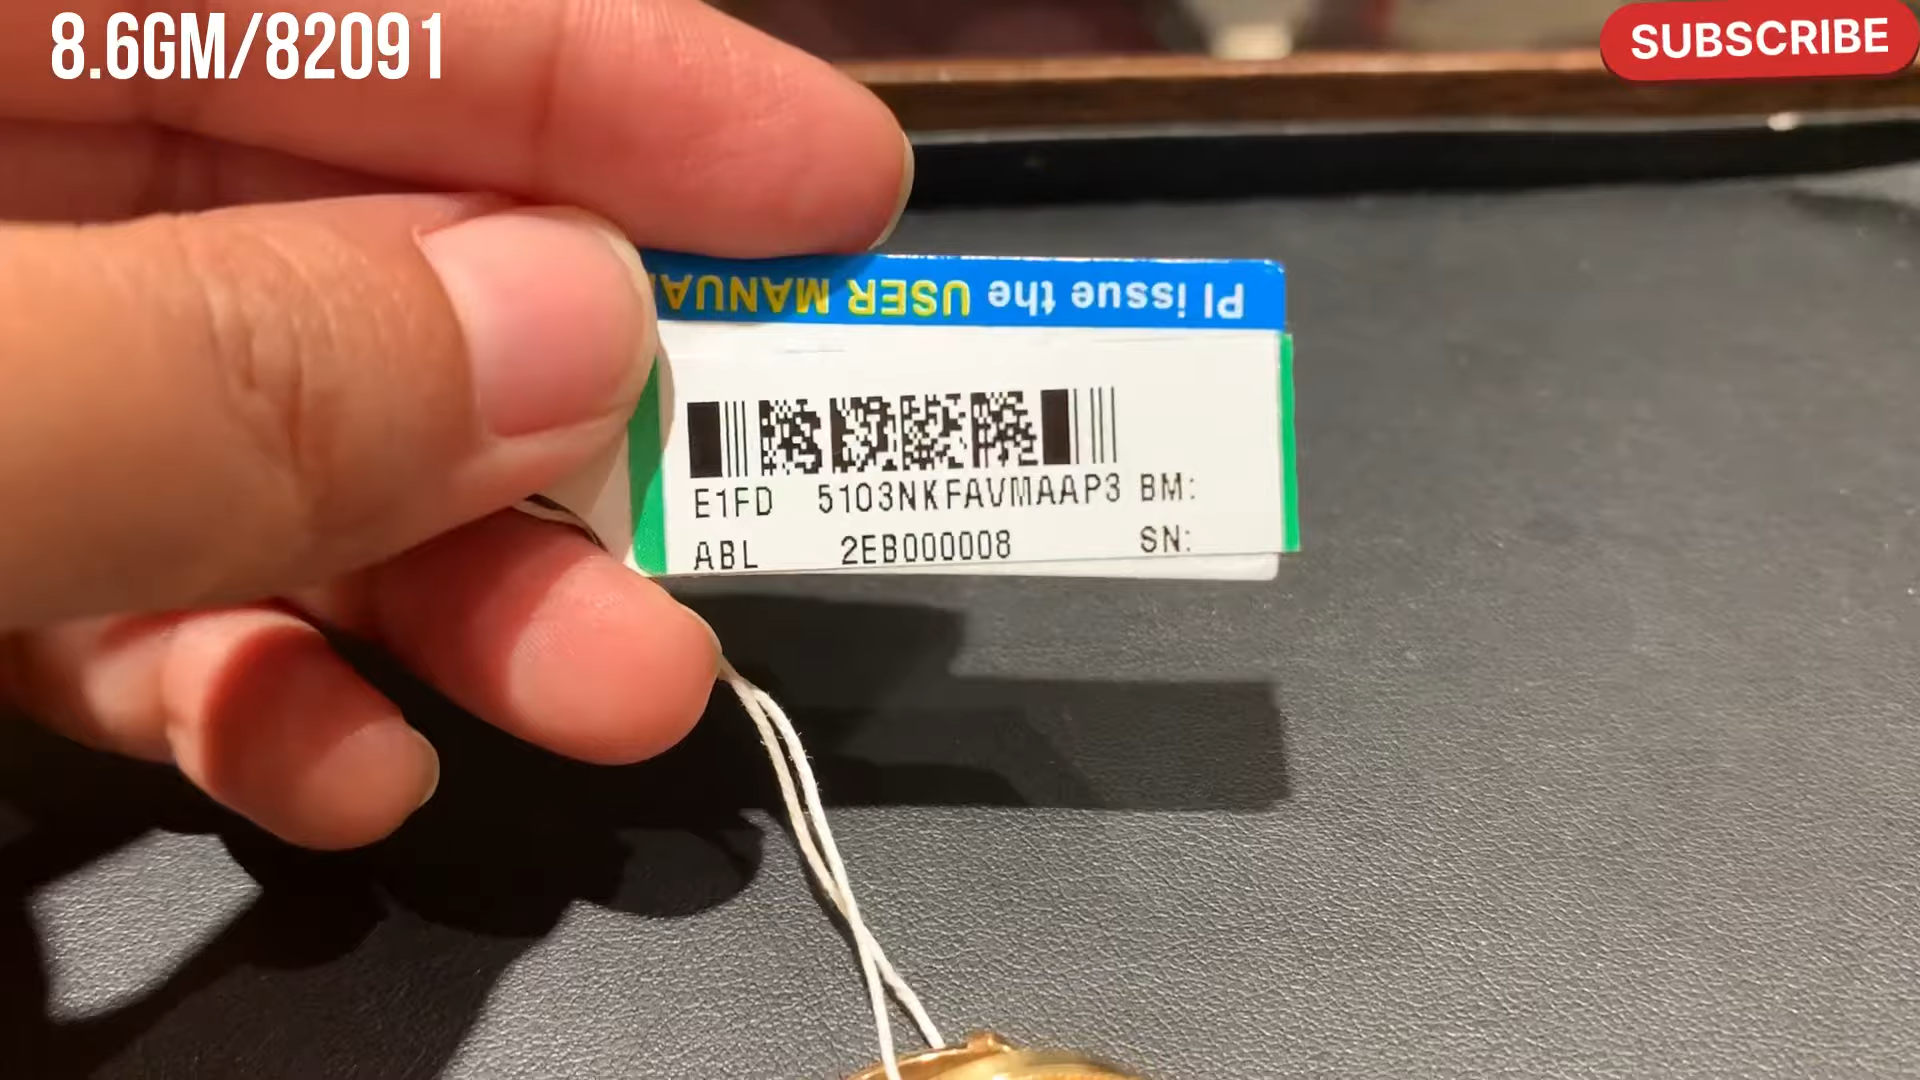 8.6GM/82091
SUBSCRIBE
Pl issue the USER MANUA
E1FD 5103NKFAVMAAP3 BM:
ABL 2EB000008 SN: